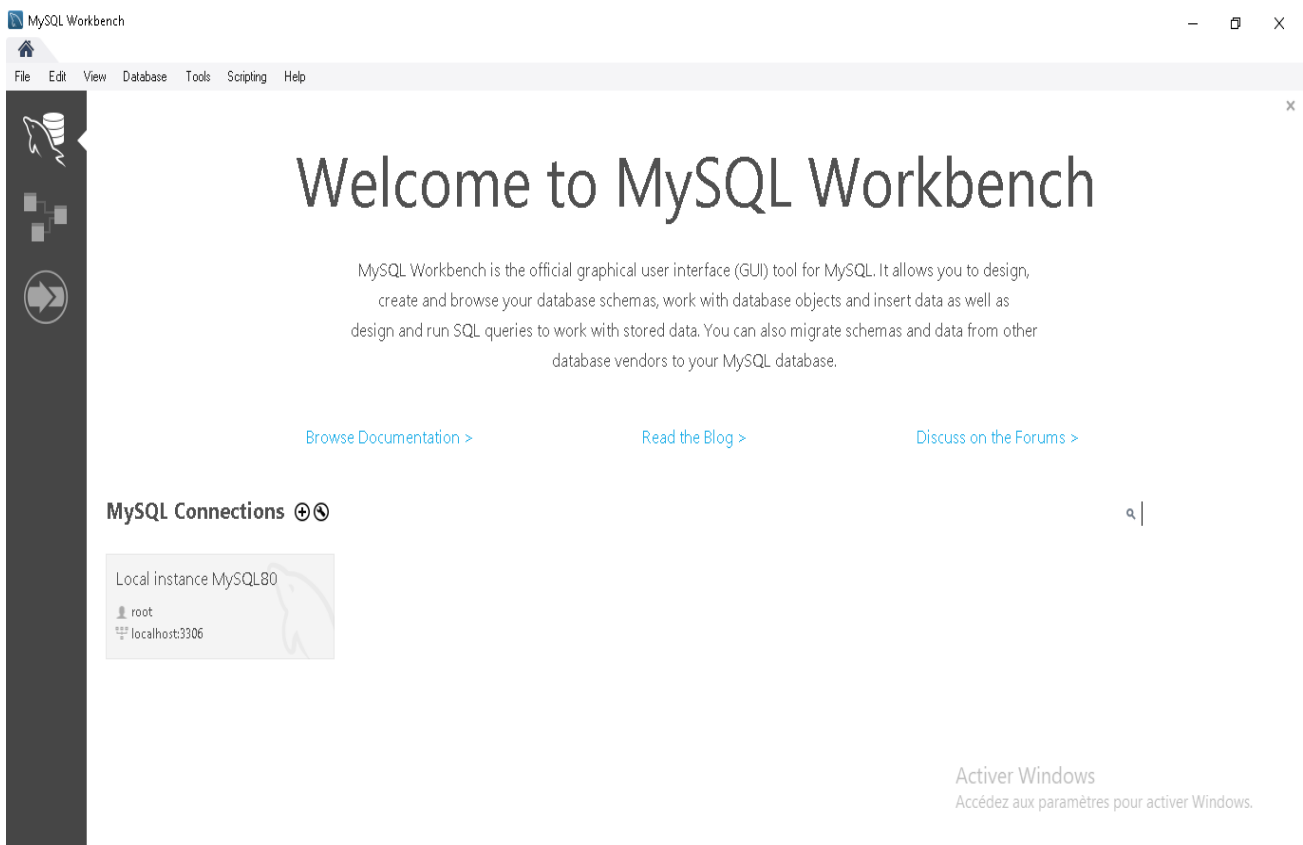 MySQL Workbench
File Edit View Database Tools Scripting Help
Welcome to MySQL Workbench
MySQL Workbench is the official graphical user interface (GUI) tool for MySQL. It allows you to design,
create and browse your database schemas, work with database objects and insert data as well as
design and run SQL queries to work with stored data. You can also migrate schemas and data from other
database vendors to your MySQL database.
Browse Documentation > Read the Blog > Discuss on the Forums >
MySQL Connections
Local instance MySQL80
root
localhost:3306
Activer Windows
Accédez aux paramètres pour activer Windows.